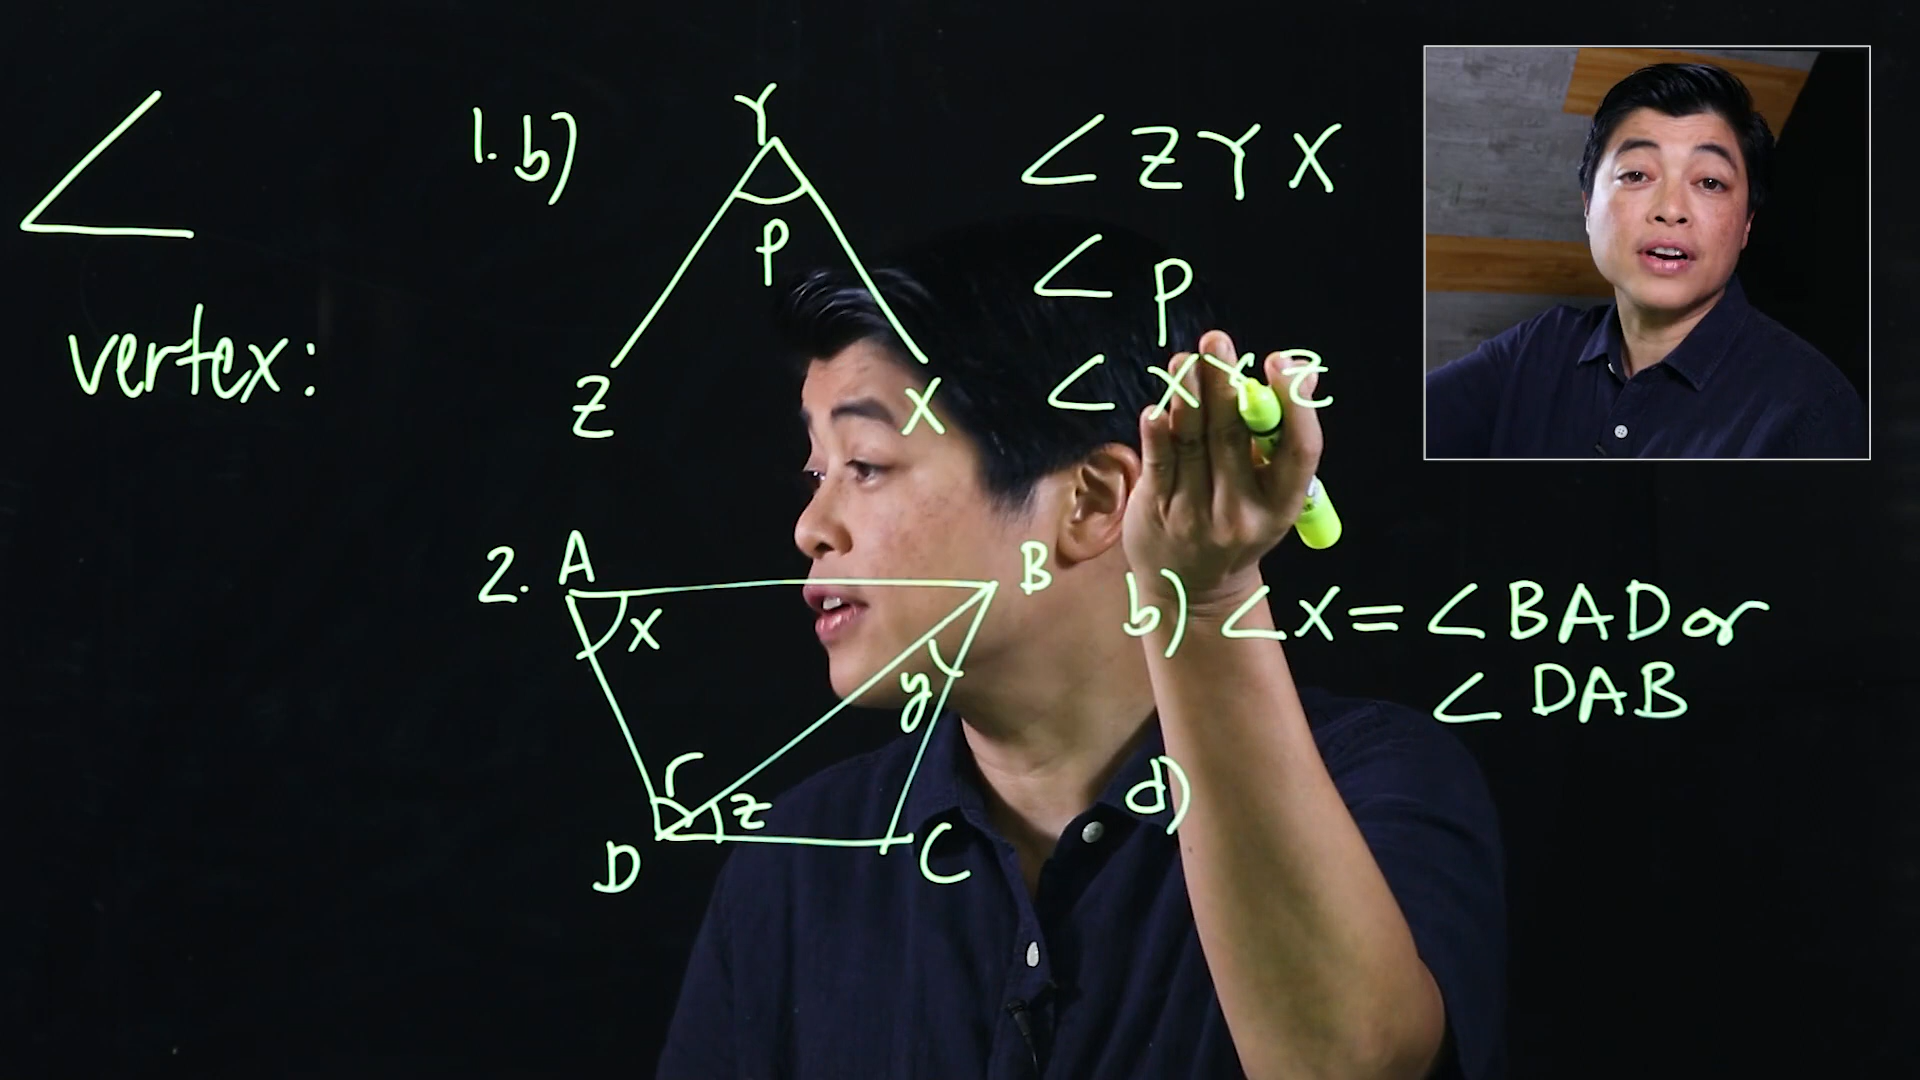 1.b)
Y
p
Z
X
∠ZYX
∠p
∠XYZ
vertex:
2.
A
B
x
y
r
z
D
C
b) ∠x = ∠BAD or
∠DAB
d)